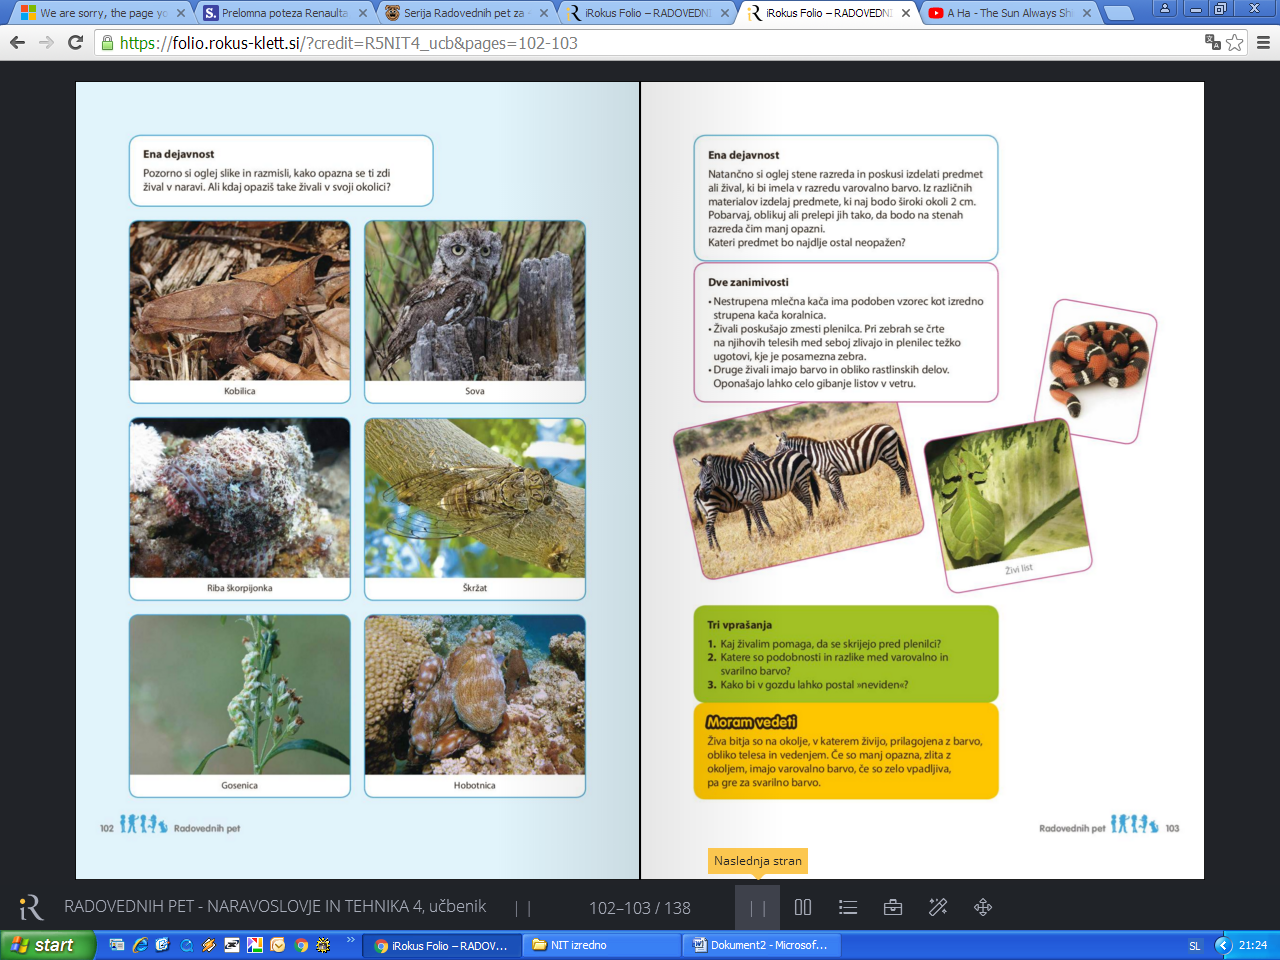 We are sorry, the page yo
Prelomna poteza Renaulta
Serija Radovednih pet za
iRokus Folio – RADOVEDNI
iRokus Folio – RADOVEDNI
A Ha - The Sun Always Sh
https://folio.rokus-klett.si/?credit=R5NIT4_ucb&pages=102-103
Ena dejavnost
Pozorno si oglej slike in razmisli, kako opazna se ti zdi
žival v naravi. Ali kdaj opaziš take živali v svoji okolici?
Kobilica
Sova
Riba škorpijonka
Škržat
Gosenica
Hobotnica
102
Radovednih pet
Ena dejavnost
Natančno si oglej stene razreda in poskusi izdelati predmet
ali žival, ki bi imela v razredu varovalno barvo. Iz različnih
materialov izdelaj predmete, ki naj bodo široki okoli 2 cm.
Pobarvaj, oblikuj ali prelepi jih tako, da bodo na stenah
razreda čim manj opazni.
Kateri predmet bo najdlje ostal neopažen?
Dve zanimivosti
• Nestrupena mlečna kača ima podoben vzorec kot izredno
strupena kača koralnica.
• Živali poskušajo zmesti plenilca. Pri zebrah se črte
na njihovih telesih med seboj zlivajo in plenilec težko
ugotovi, kje je posamezna zebra.
• Druge živali imajo barvo in obliko rastlinskih delov.
Oponašajo lahko celo gibanje listov v vetru.
Živi list
Tri vprašanja
1. Kaj živalim pomaga, da se skrijejo pred plenilci?
2. Katere so podobnosti in razlike med varovalno in
svarilno barvo?
3. Kako bi v gozdu lahko postal »neviden«?
Moram vedeti
Živa bitja so na okolje, v katerem živijo, prilagojena z barvo,
obliko telesa in vedenjem. Če so manj opazna, zlita z
okoljem, imajo varovalno barvo, če so zelo vpadljiva,
pa gre za svarilno barvo.
Radovednih pet
103
Naslednja stran
RADOVEDNIH PET - NARAVOSLOVJE IN TEHNIKA 4, učbenik
102–103 / 138
start
iRokus Folio – RADOV...
NIT izredno
Dokument2 - Microsof...
SL
21:24